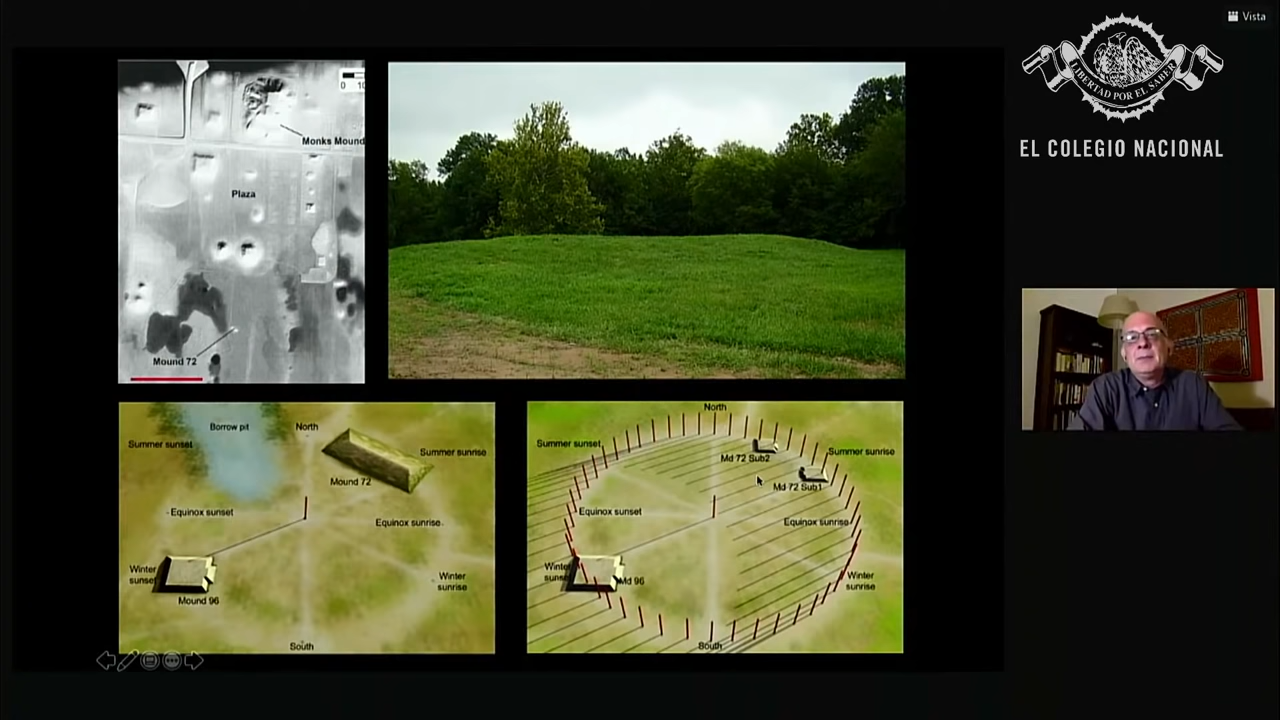 Vista
LIBERTAD POR EL SABER
EL COLEGIO NACIONAL
0 10
Monks Mound
Plaza
Mound 72
Borrow pit
North
Summer sunset
Summer sunrise
Mound 72
Equinox sunset
Equinox sunrise
Winter
sunset
Mound 96
Winter
sunrise
South
North
Summer sunset
Summer sunrise
Md 72 Sub2
Md 72 Sub1
Equinox sunset
Equinox sunrise
Winter
sunset
Md 96
Winter
sunrise
South